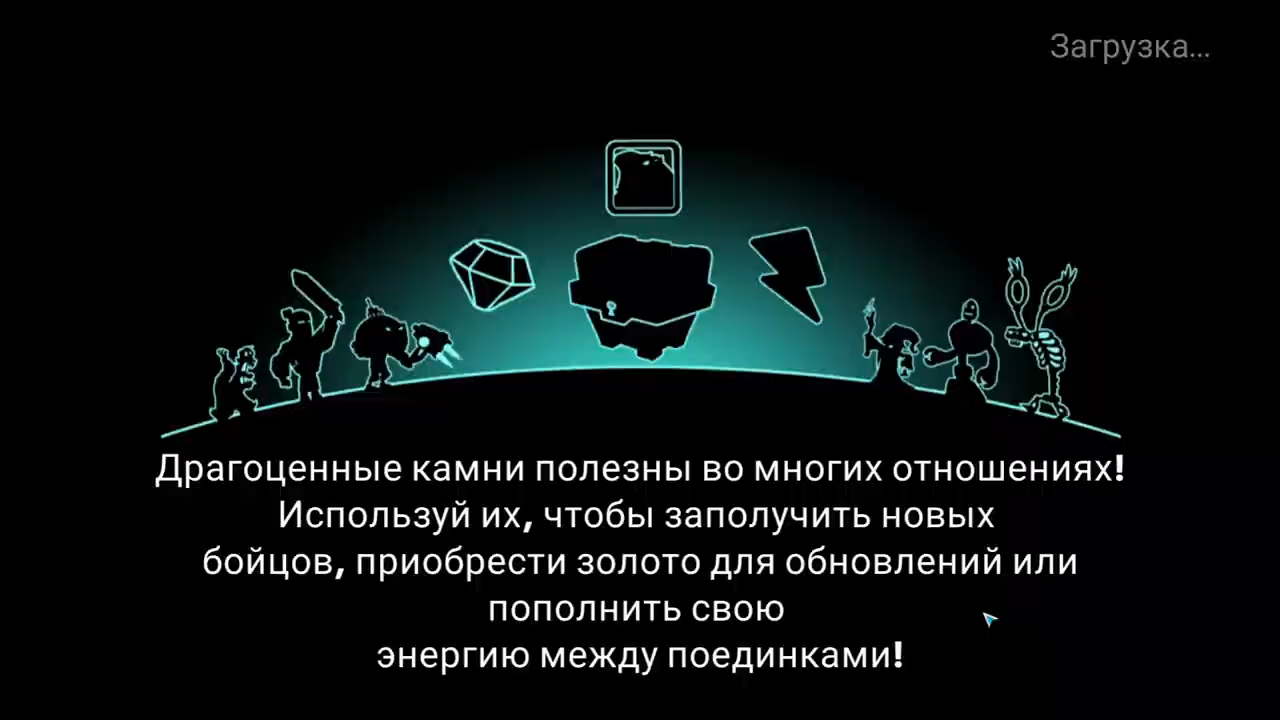 Загрузка...
Драгоценные камни полезны во многих отношениях!
Используй их, чтобы заполучить новых
бойцов, приобрести золото для обновлений или
пополнить свою
энергию между поединками!